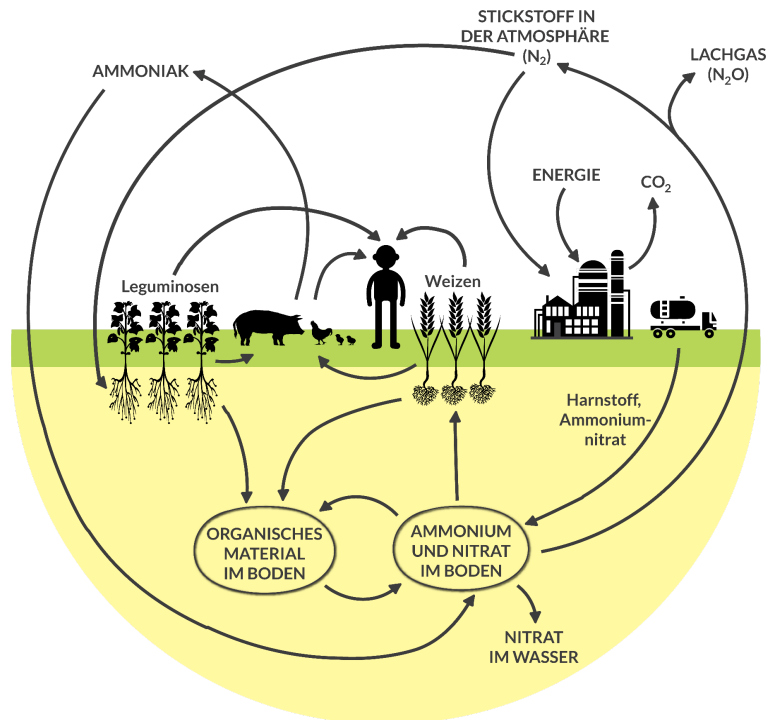 STICKSTOFF IN
DER ATMOSPHÄRE
(N₂)
LACHGAS
(N₂O)
AMMONIAK
ENERGIE
CO₂
Leguminosen
Weizen
Harnstoff,
Ammonium-
nitrat
ORGANISCHES
MATERIAL
IM BODEN
AMMONIUM
UND NITRAT
IM BODEN
NITRAT
IM WASSER